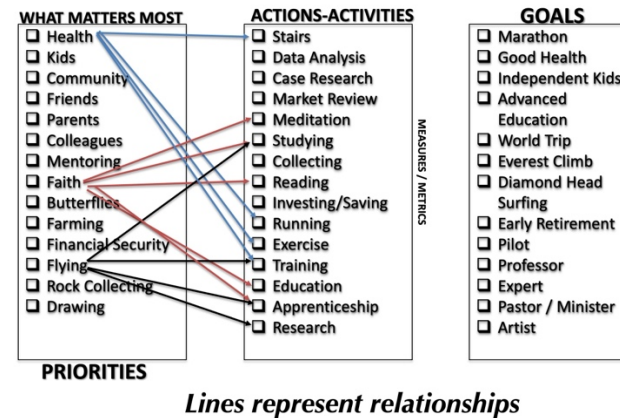 WHAT MATTERS MOST
Health
Kids
Community
Friends
Parents
Colleagues
Mentoring
Faith
Butterflies
Farming
Financial Security
Flying
Rock Collecting
Drawing
PRIORITIES
ACTIONS-ACTIVITIES
Stairs
Data Analysis
Case Research
Market Review
Meditation
Studying
Collecting
Reading
Investing/Saving
Running
Exercise
Training
Education
Apprenticeship
Research
MEASURES / METRICS
GOALS
Marathon
Good Health
Independent Kids
Advanced
Education
World Trip
Everest Climb
Diamond Head
Surfing
Early Retirement
Pilot
Professor
Expert
Pastor / Minister
Artist
Lines represent relationships